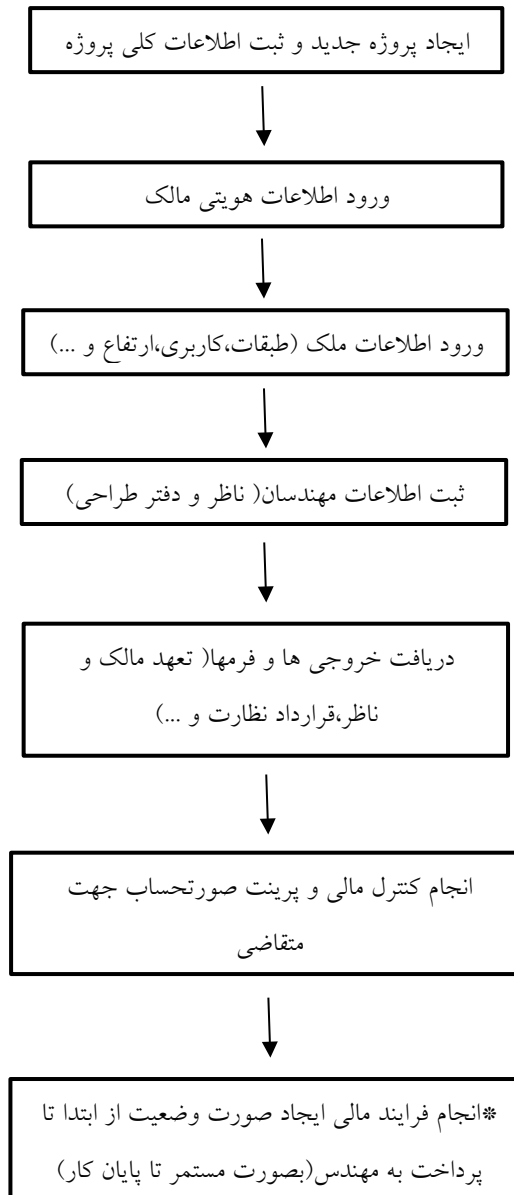 ایجاد پروژه جدید و ثبت اطلاعات کلی پروژه
ورود اطلاعات هویتی مالک
ورود اطلاعات ملک (طبقات،کاربری،ارتفاع و ...)
ثبت اطلاعات مهندسان( ناظر و دفتر طراحی)
دریافت خروجی ها و فرمها( تعهد مالک و
ناظر،قرارداد نظارت و ...)
انجام کنترل مالی و پرینت صورتحساب جهت
متقاضی
*انجام فرایند مالی ایجاد صورت وضعیت از ابتدا تا
پرداخت به مهندس(بصورت مستمر تا پایان کار)